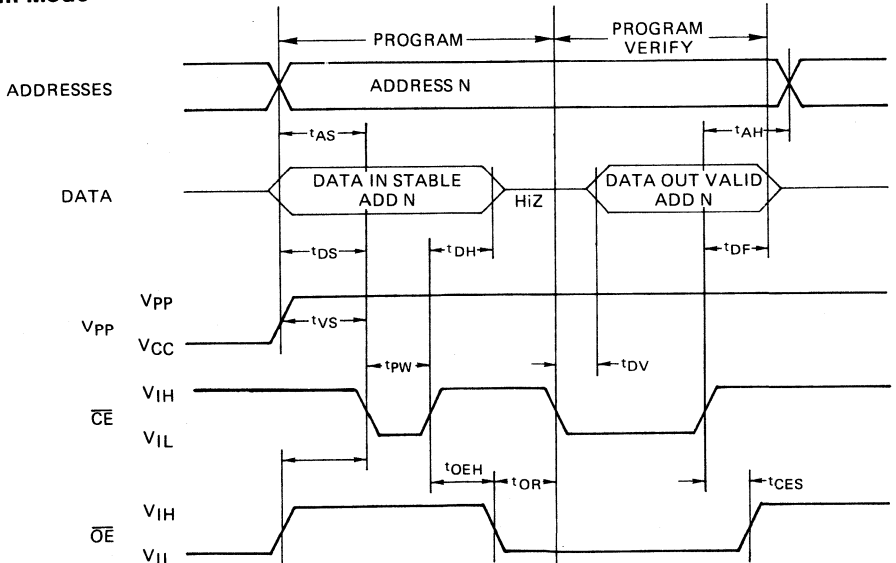 PROGRAM
PROGRAM
VERIFY
ADDRESSES
ADDRESS N
tAS
tAH
DATA
DATA IN STABLE
ADD N
HiZ
DATA OUT VALID
ADD N
tDS
tDH
tDF
VPP
VPP
VCC
tVS
tPW
tDV
CE
VIH
VIL
tOEH
tOR
tCES
OE
VIH
VIL